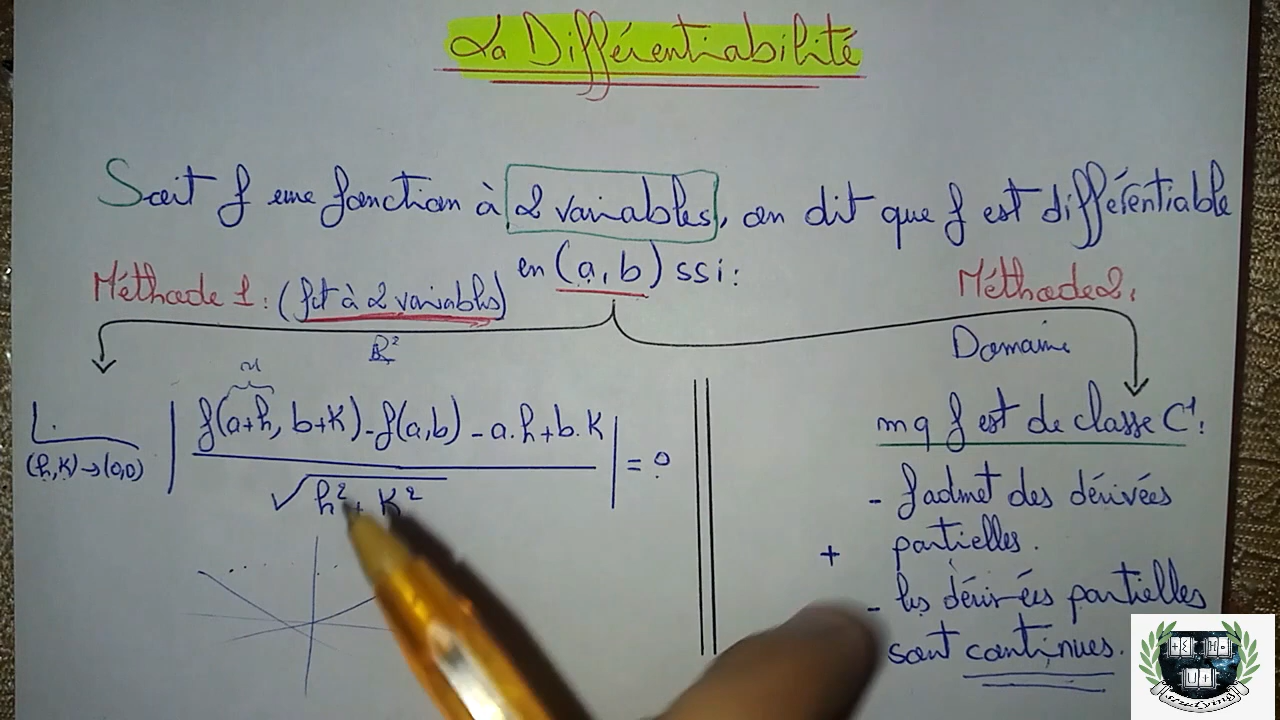 La Différentiabilité
Soit f une fonction à 2 variables, on dit que f est différentiable
en (a,b) ssi:
Méthode 1: (fct à 2 variables)
ℝ²
L.
(h,K)→(0,0)
x
| f(a+h, b+K) - f(a,b) - a.h+b.K |
√h²+K²
= 0
Méthode 2:
Domaine
mq f est de classe C¹:
- f admet des dérivées
partielles.
+
- les dérivées partielles
sont continues.